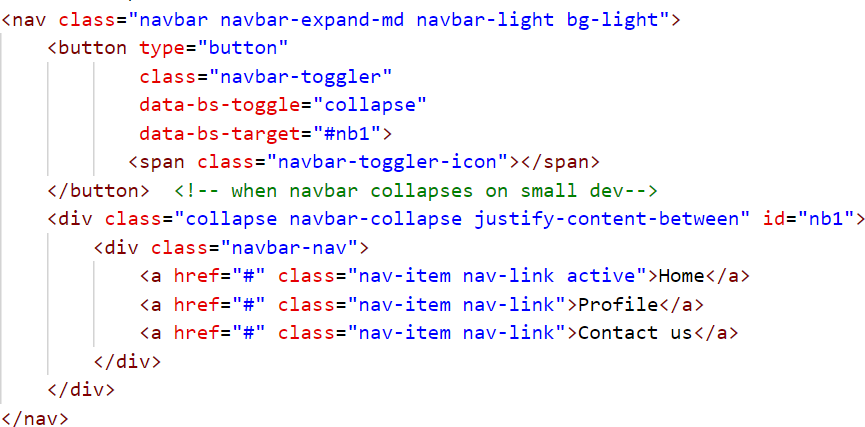 <nav class="navbar navbar-expand-md navbar-light bg-light">
    <button type="button"
            class="navbar-toggler"
            data-bs-toggle="collapse"
            data-bs-target="#nb1">
           <span class="navbar-toggler-icon"></span>
    </button>  <!-- when navbar collapses on small dev-->
    <div class="collapse navbar-collapse justify-content-between" id="nb1">
        <div class="navbar-nav">
            <a href="#" class="nav-item nav-link active">Home</a>
            <a href="#" class="nav-item nav-link">Profile</a>
            <a href="#" class="nav-item nav-link">Contact us</a>
        </div>
    </div>
</nav>